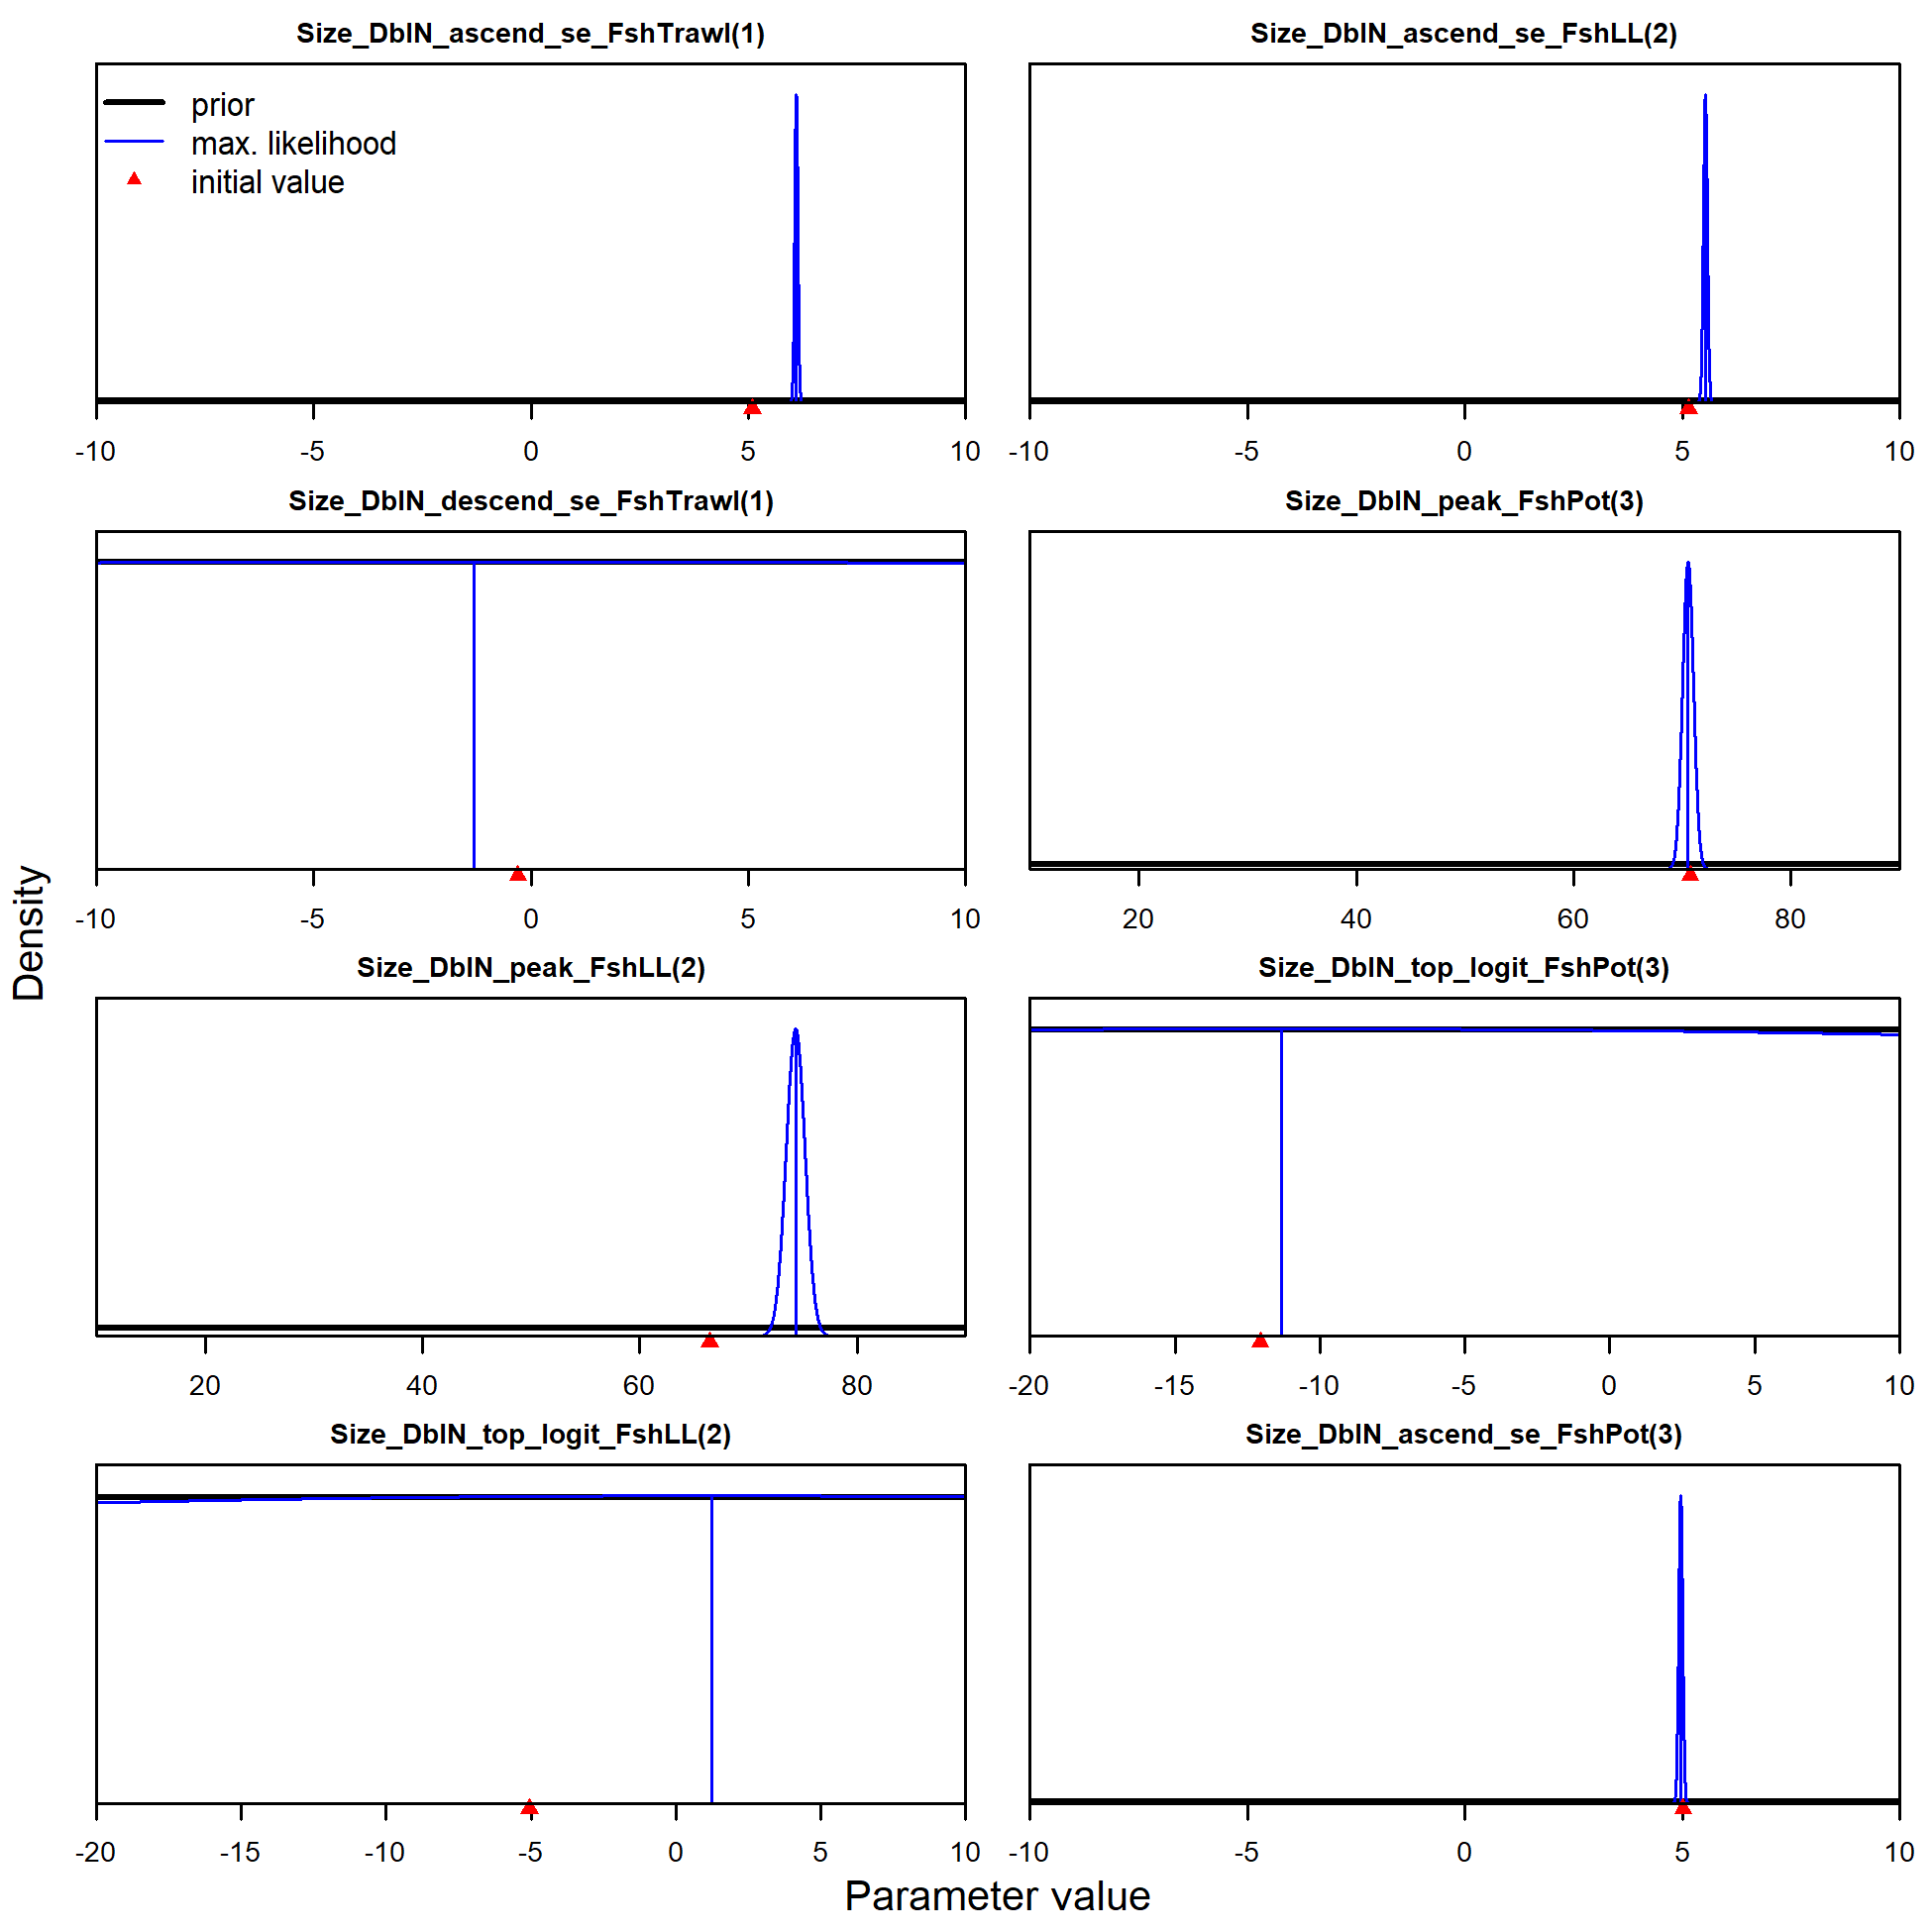 Size_DblN_ascend_se_FshTrawl(1)
prior
max. likelihood
initial value
-10 -5 0 5 10
Size_DblN_ascend_se_FshLL(2)
-10 -5 0 5 10
Size_DblN_descend_se_FshTrawl(1)
-10 -5 0 5 10
Size_DblN_peak_FshPot(3)
20 40 60 80
Size_DblN_peak_FshLL(2)
20 40 60 80
Size_DblN_top_logit_FshPot(3)
-20 -15 -10 -5 0 5 10
Size_DblN_top_logit_FshLL(2)
-20 -15 -10 -5 0 5 10
Size_DblN_ascend_se_FshPot(3)
-10 -5 0 5 10
Density
Parameter value